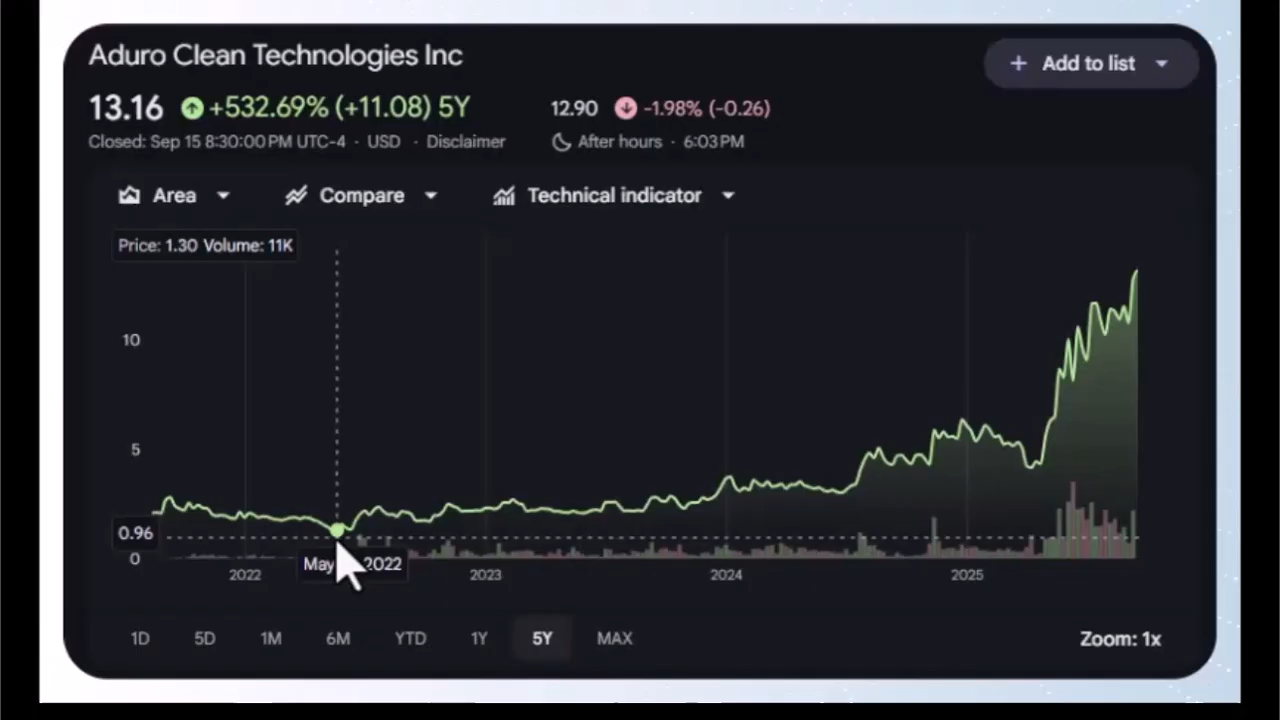 Aduro Clean Technologies Inc
+ Add to list
13.16 +532.69% (+11.08) 5Y
12.90 -1.98% (-0.26)
Closed: Sep 15 8:30:00 PM UTC-4 · USD · Disclaimer
After hours · 6:03 PM
Area Compare Technical indicator
Price: 1.30 Volume: 11K
10
5
0.96
0
May 2022
2022 2023 2024 2025
1D 5D 1M 6M YTD 1Y 5Y MAX
Zoom: 1x